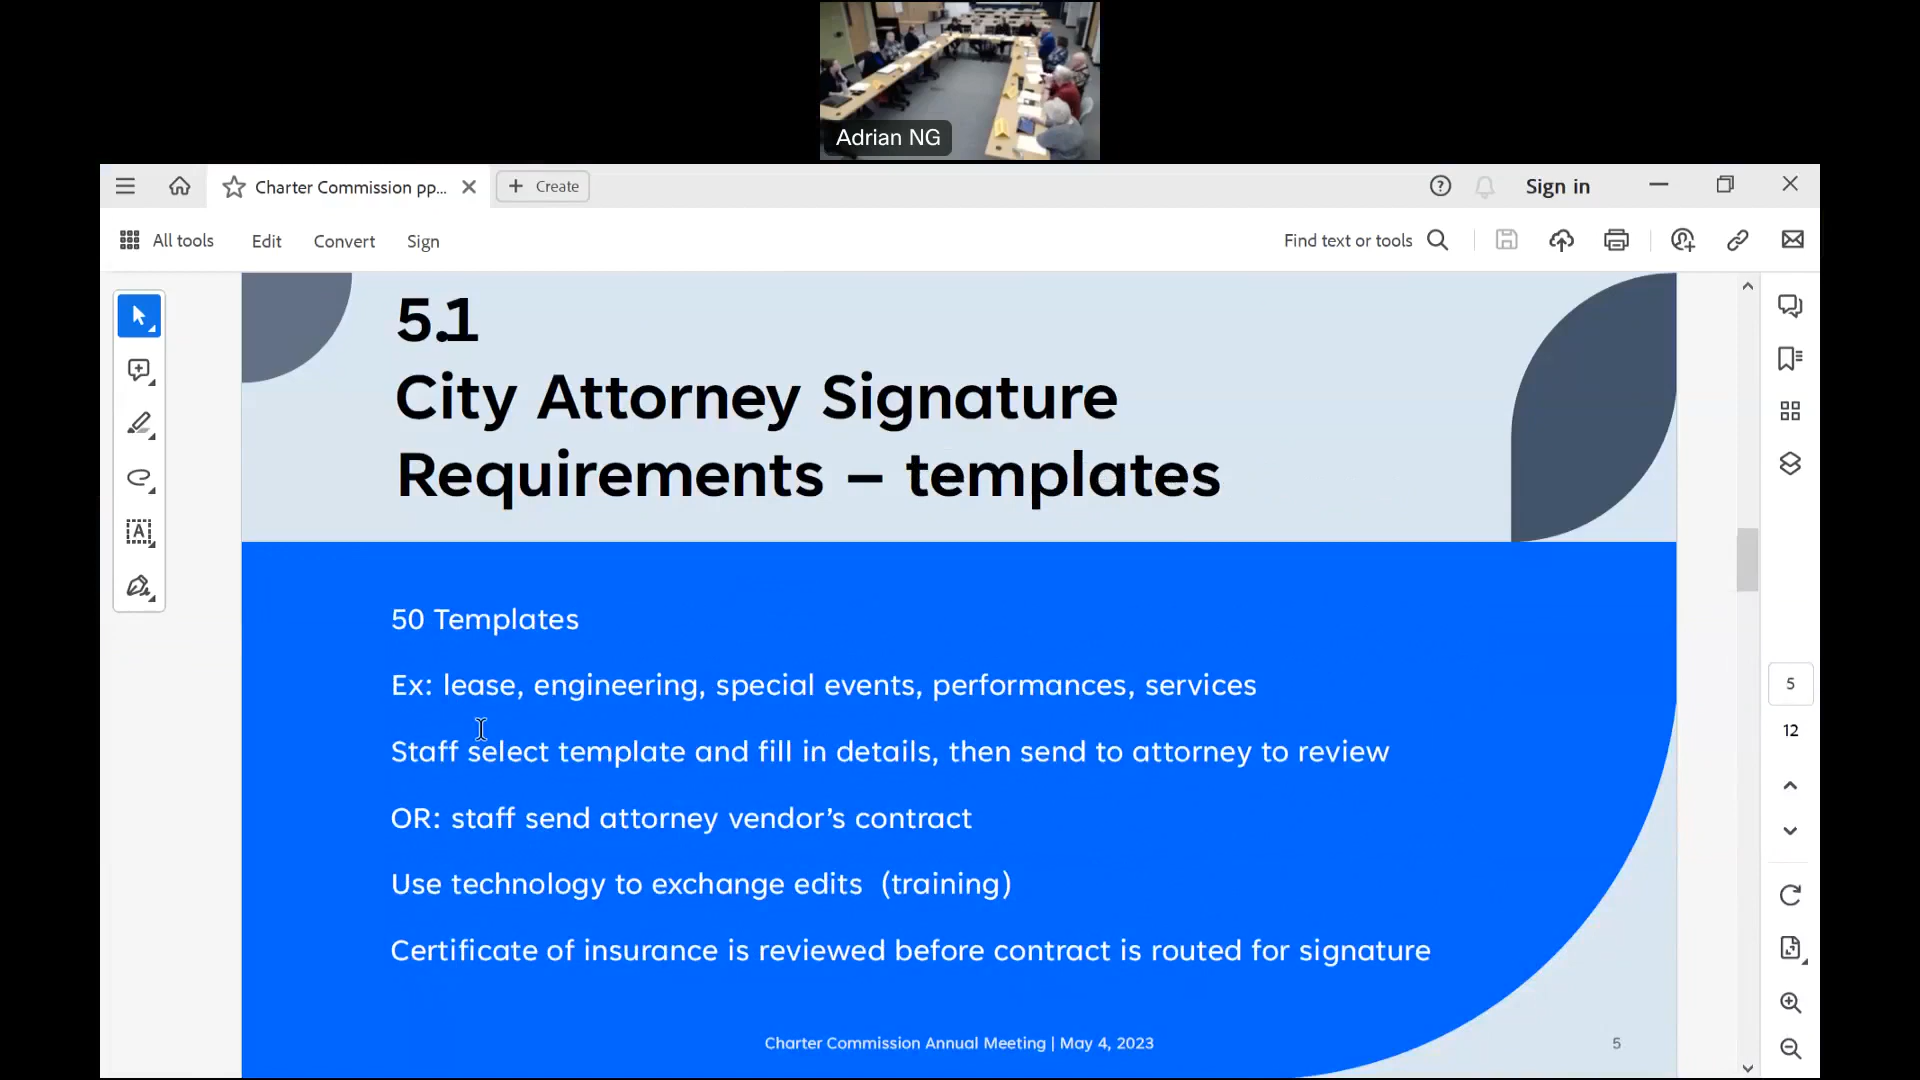 Adrian NG
Charter Commission pp...
Create
Sign in
All tools
Edit
Convert
Sign
Find text or tools
5.1
City Attorney Signature
Requirements – templates
50 Templates
Ex: lease, engineering, special events, performances, services
Staff select template and fill in details, then send to attorney to review
OR: staff send attorney vendor’s contract
Use technology to exchange edits (training)
Certificate of insurance is reviewed before contract is routed for signature
Charter Commission Annual Meeting | May 4, 2023
5
5
12